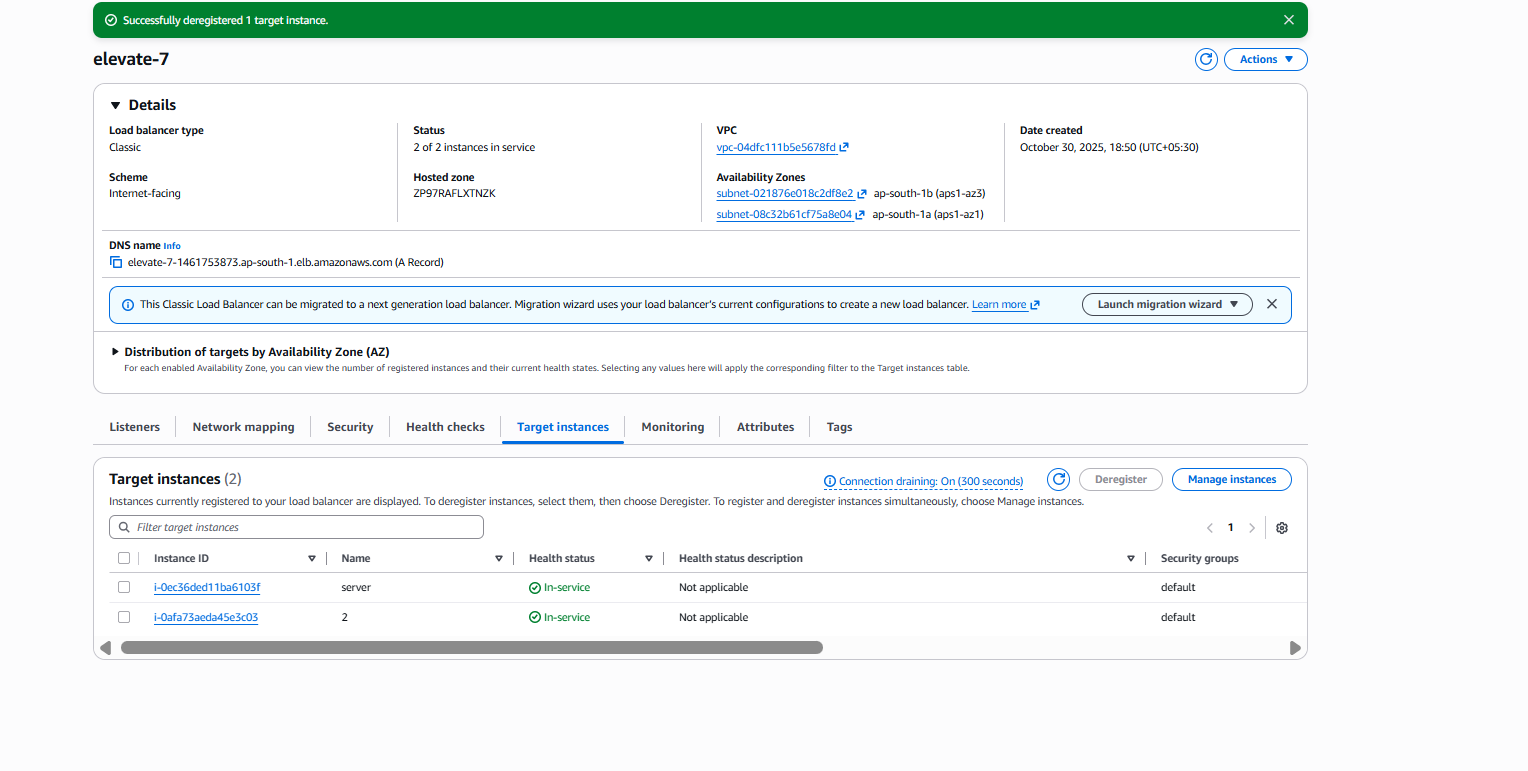 Successfully deregistered 1 target instance.
elevate-7
Actions
Details
Load balancer type
Classic
Status
2 of 2 instances in service
VPC
vpc-04dfc111b5e5678fd
Date created
October 30, 2025, 18:50 (UTC+05:30)
Scheme
Internet-facing
Hosted zone
ZP97RAFLXTNZK
Availability Zones
subnet-021876e018c2df8e2 ap-south-1b (aps1-az3)
subnet-08c32b61cf75a8e04 ap-south-1a (aps1-az1)
DNS name Info
elevate-7-1461753873.ap-south-1.elb.amazonaws.com (A Record)
This Classic Load Balancer can be migrated to a next generation load balancer. Migration wizard uses your load balancer's current configurations to create a new load balancer. Learn more
Launch migration wizard
Distribution of targets by Availability Zone (AZ)
For each enabled Availability Zone, you can view the number of registered instances and their current health states. Selecting any values here will apply the corresponding filter to the Target instances table.
Listeners Network mapping Security Health checks Target instances Monitoring Attributes Tags
Target instances (2)
Connection draining: On (300 seconds)
Deregister
Manage instances
Instances currently registered to your load balancer are displayed. To deregister instances, select them, then choose Deregister. To register and deregister instances simultaneously, choose Manage instances.
Filter target instances
1
Instance ID Name Health status Health status description Security groups
i-0ec36ded11ba6103f server In-service Not applicable default
i-0afa73aeda45e3c03 2 In-service Not applicable default